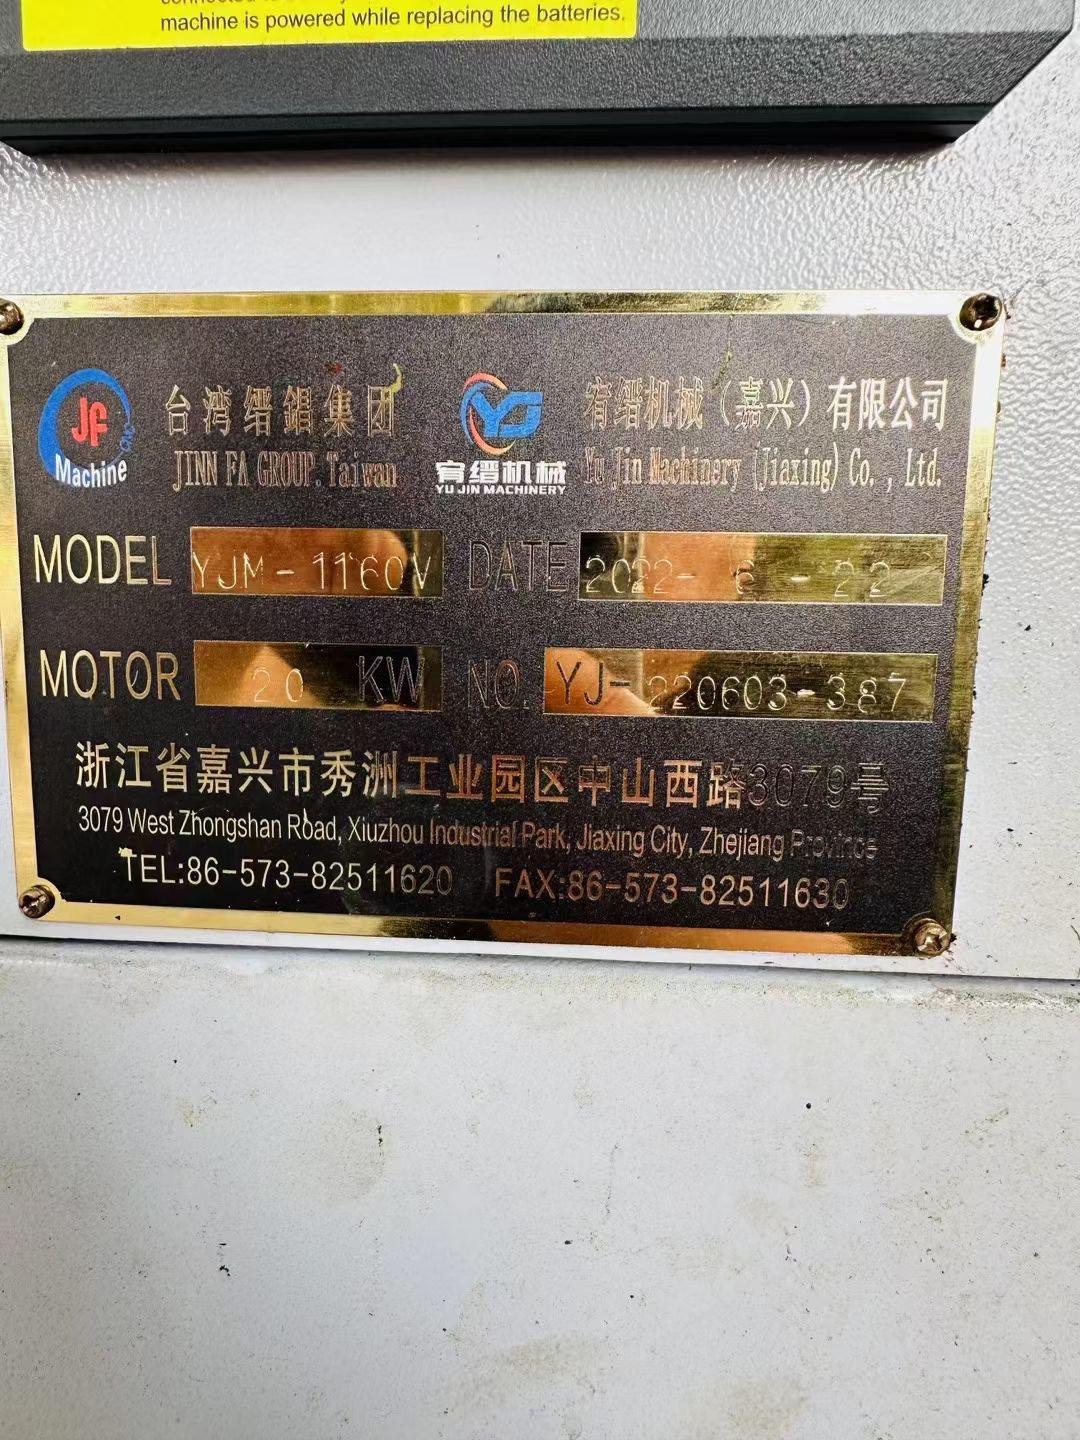 machine is powered while replacing the batteries.
JF
Machine
台湾缙錩集团
JINN FA GROUP.Taiwan
YJ
宥缙机械
YU JIN MACHINERY
宥缙机械（嘉兴）有限公司
Yu Jin Machinery (Jiaxing) Co. , Ltd.
MODEL YJM-1160V DATE 2022-6-22
MOTOR 20 KW NO. YJ-220603-387
浙江省嘉兴市秀洲工业园区中山西路3079号
3079 West Zhongshan Road, Xiuzhou Industrial Park, Jiaxing City, Zhejiang Province
TEL:86-573-82511620 FAX:86-573-82511630